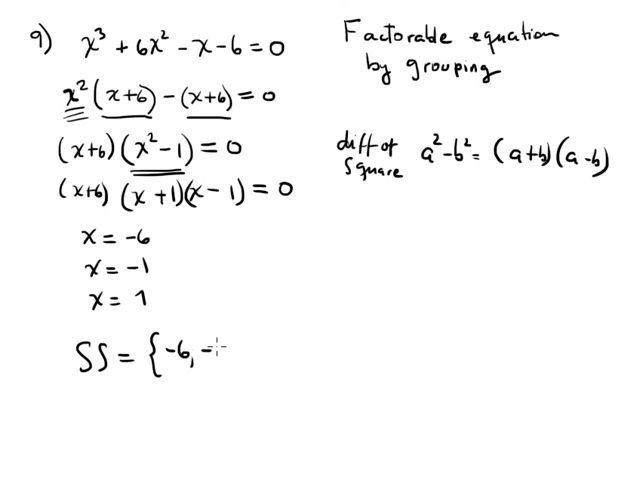 9) x³ + 6x² - x - 6 = 0
x² (x+6) - (x+6) = 0
(x+6) (x² - 1) = 0
(x+6) (x + 1)(x - 1) = 0
x = -6
x = -1
x = 1
SS = { -6, -
Factorable equation
by grouping
diff of
square a² - b² = (a+b)(a-b)